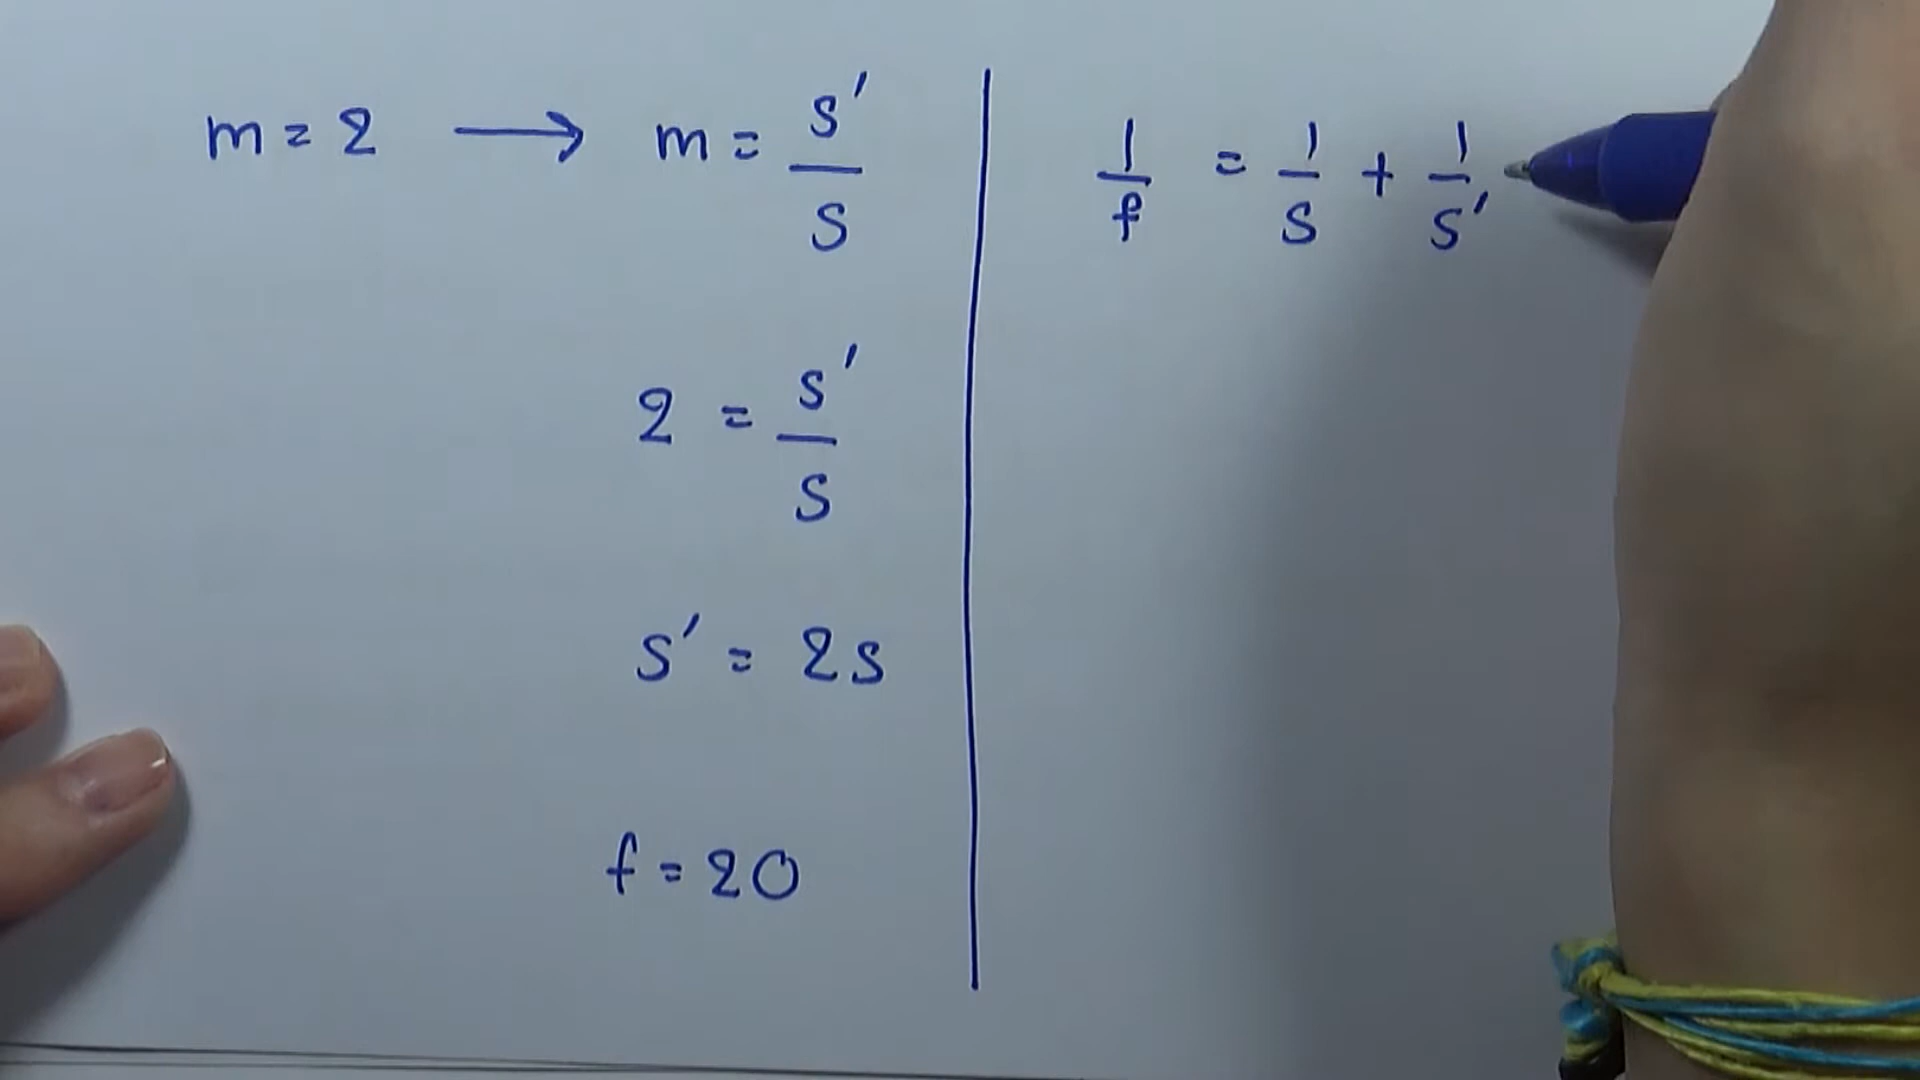 m = 2 → m = s'/s
2 = s'/s
s' = 2s
f = 20
1/f = 1/s + 1/s'